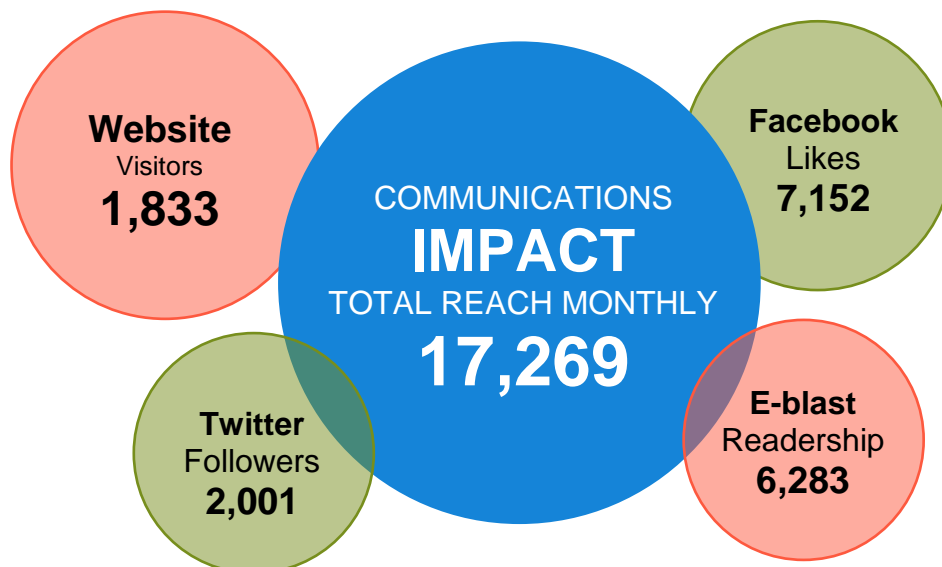 Website
Visitors
1,833
Facebook
Likes
7,152
COMMUNICATIONS
IMPACT
TOTAL REACH MONTHLY
17,269
Twitter
Followers
2,001
E-blast
Readership
6,283